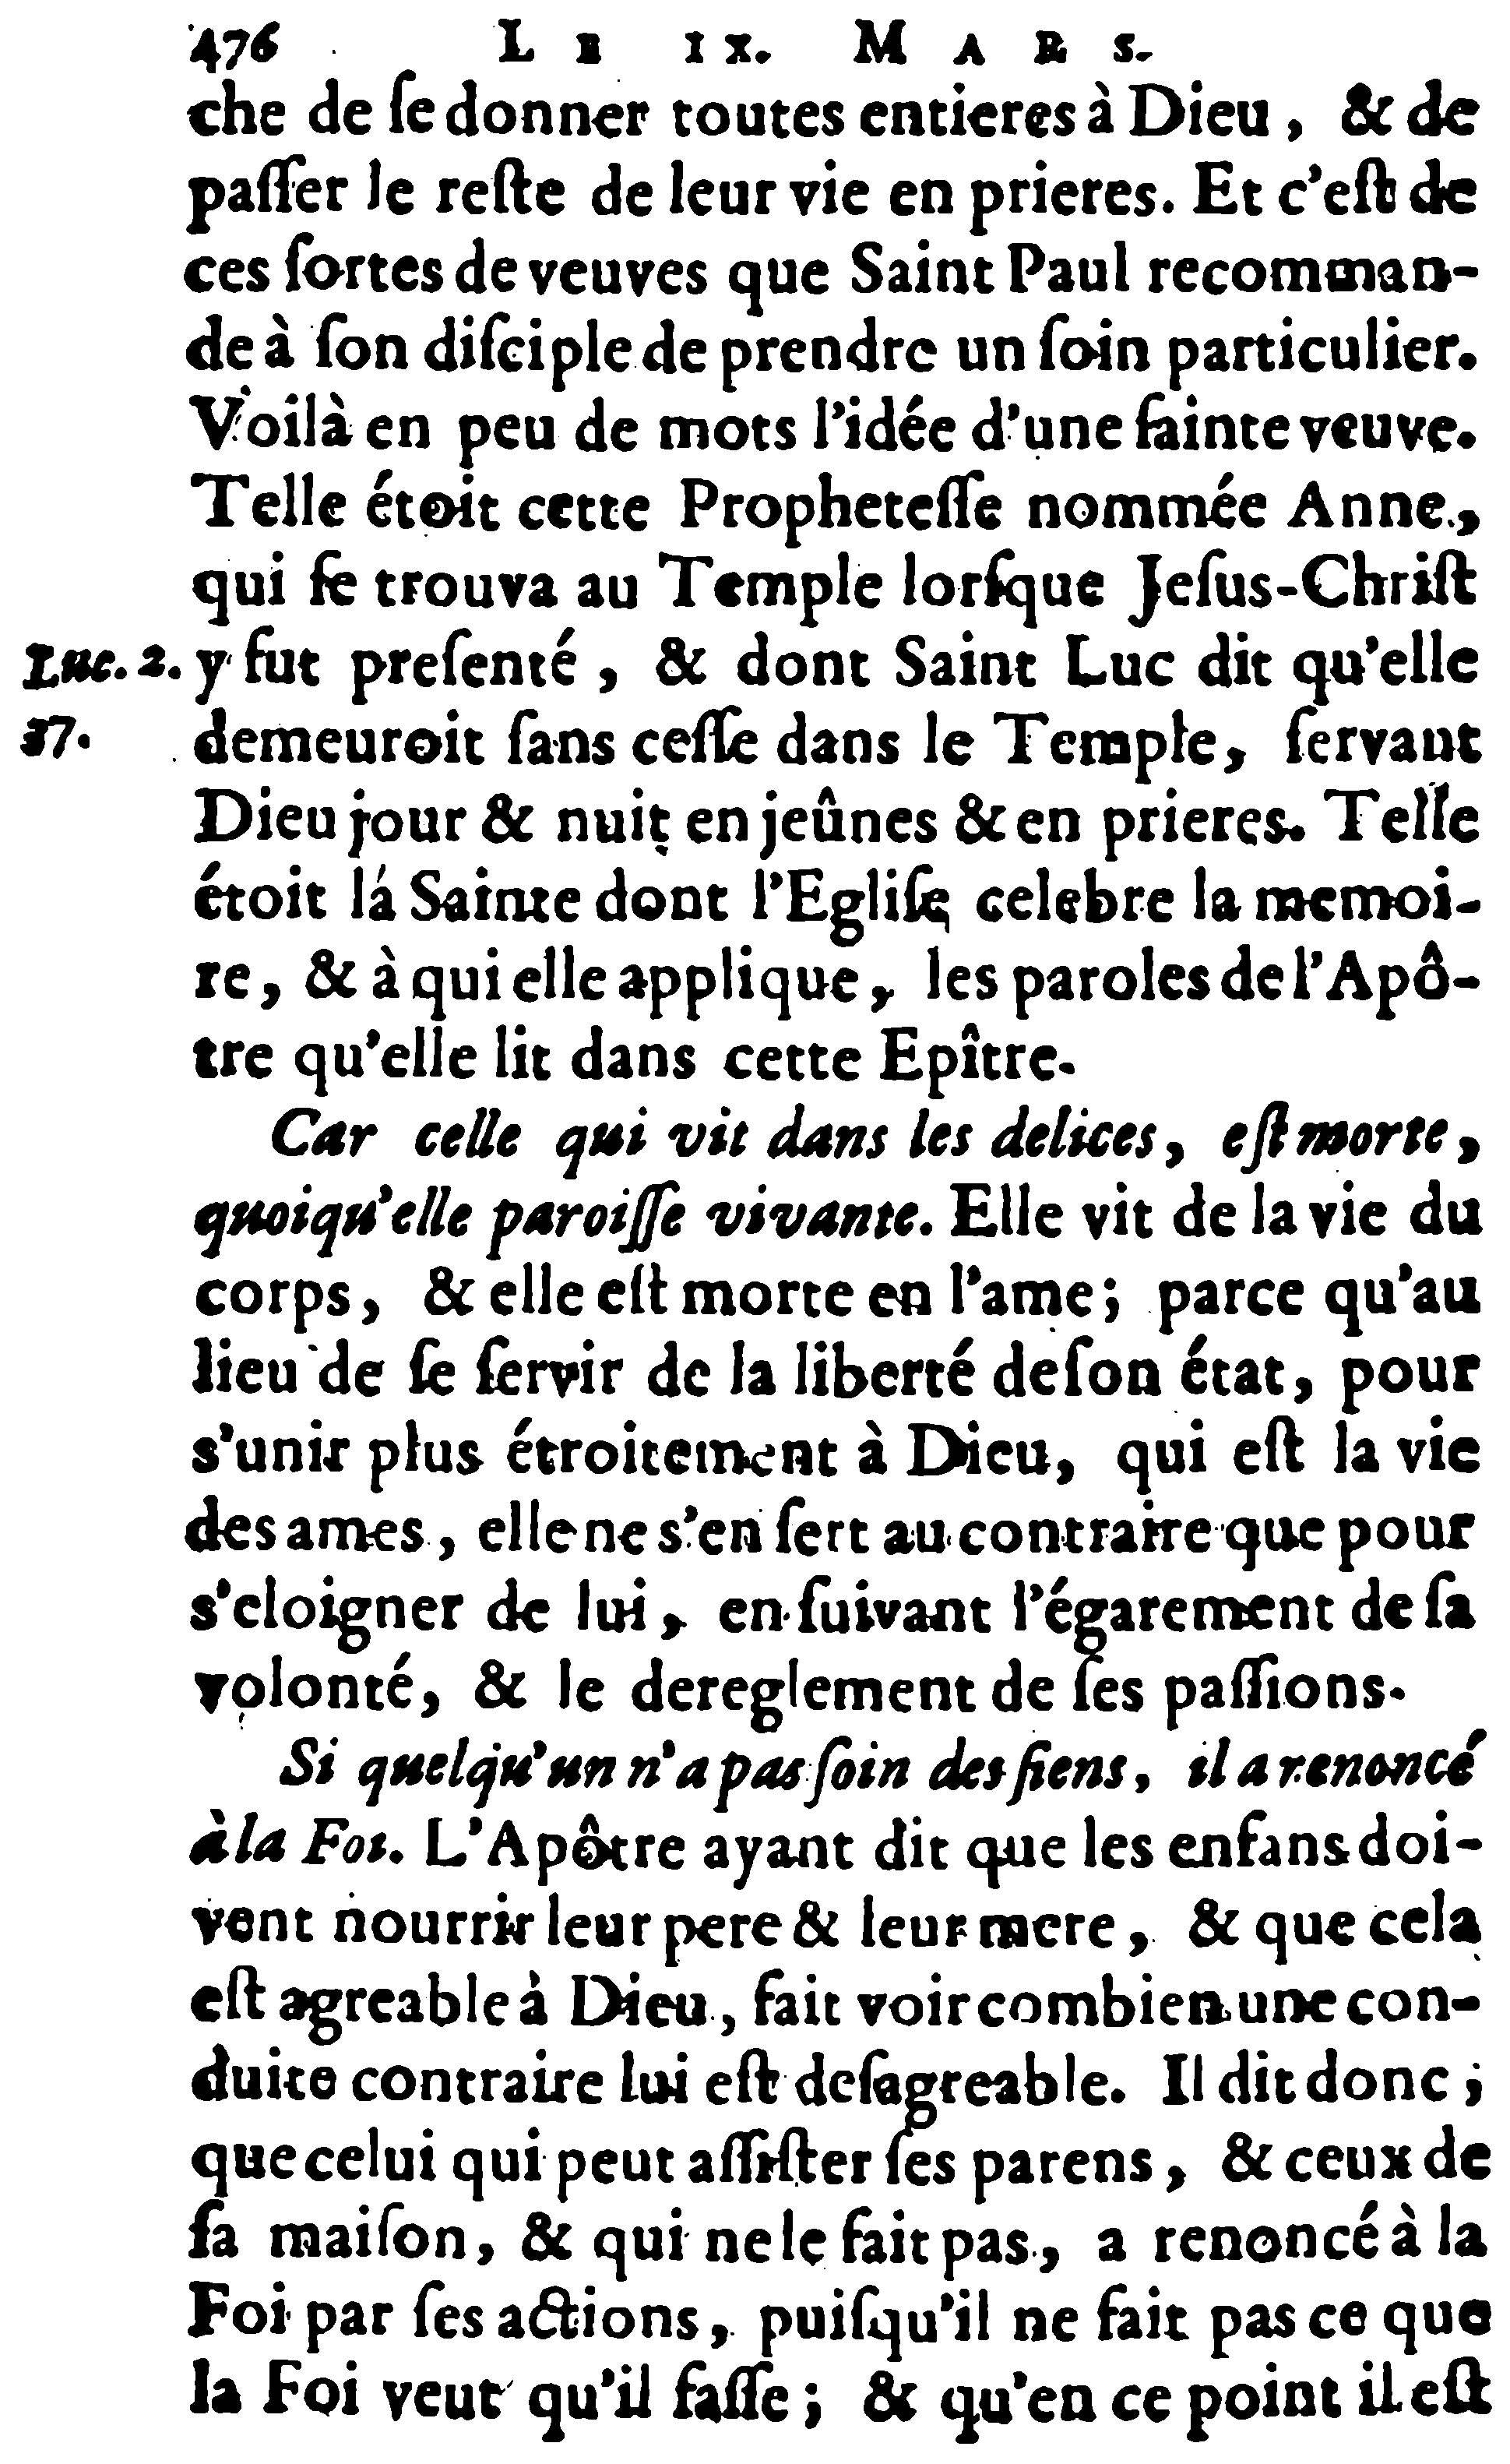 476 LE IX. MARS.
che de ſe donner toutes entieres à Dieu, & de
paſſer le reſte de leur vie en prieres. Et c'eſt de
ces ſortes de veuves que Saint Paul recomman-
de à ſon diſciple de prendre un ſoin particulier.
Voilà en peu de mots l'idée d'une ſainte veuve.
Telle étoit cette Propheteſſe nommée Anne,
qui ſe trouva au Temple lorſque Jeſus-Chriſt
Luc. 2. y fut preſenté, & dont Saint Luc dit qu'elle
37. demeuroit ſans ceſſe dans le Temple, ſervant
Dieu jour & nuit en jeûnes & en prieres. Telle
étoit la Sainte dont l'Egliſe celebre la memoi-
re, & à qui elle applique, les paroles de l'Apô-
tre qu'elle lit dans cette Epître.
Car celle qui vit dans les delices, eſt morte,
quoiqu'elle paroiſſe vivante. Elle vit de la vie du
corps, & elle eſt morte en l'ame; parce qu'au
lieu de ſe ſervir de la liberté de ſon état, pour
s'unir plus étroitement à Dieu, qui eſt la vie
des ames, elle ne s'en ſert au contraire que pour
s'eloigner de lui, en ſuivant l'égarement de ſa
volonté, & le dereglement de ſes paſſions.
Si quelqu'un n'a pas ſoin des ſiens, il a renoncé
à la Foi. L'Apôtre ayant dit que les enfans doi-
vent nourrir leur pere & leur mere, & que cela
eſt agreable à Dieu, fait voir combien une con-
duite contraire lui eſt deſagreable. Il dit donc;
que celui qui peut aſſiſter ſes parens, & ceux de
ſa maiſon, & qui ne le fait pas, a renoncé à la
Foi par ſes actions, puiſqu'il ne fait pas ce que
la Foi veut qu'il faſſe; & qu'en ce point il eſt